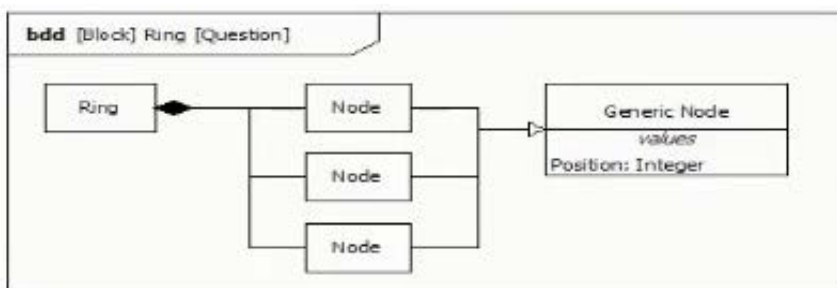 bdd [Block] Ring [Question]
Ring
Node
Generic Node
values
Position: Integer
Node
Node